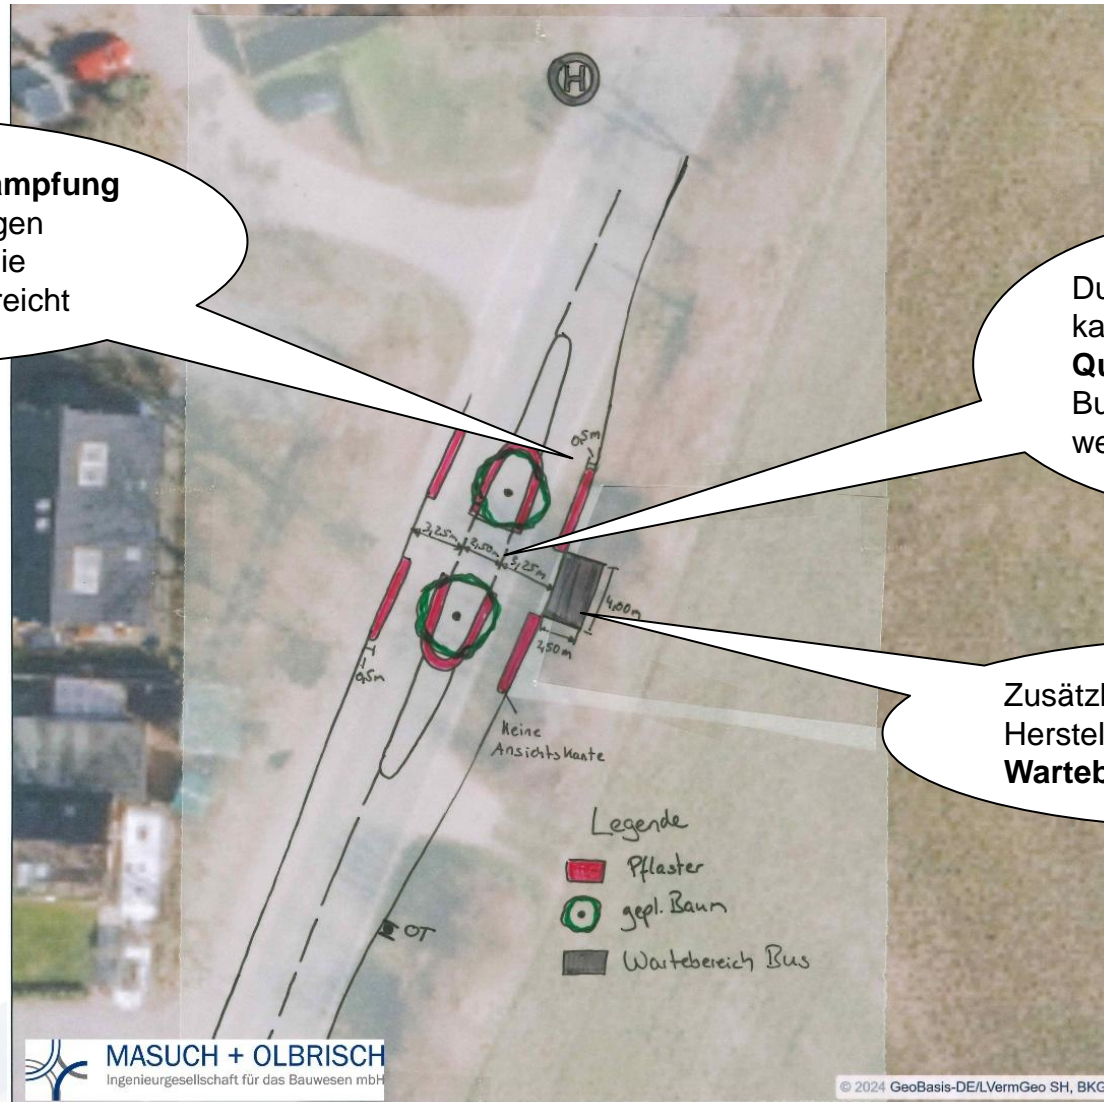 H
ampfung
gen
ie
reicht
Du
ka
Qu
Bu
we
0,5m
3,25m
2,50m
3,25m
4,00m
2,50m
0,5m
Keine
Ansichtskante
Zusätzl
Herstel
Warteb
Legende
Pflaster
gepl. Baum
Wartebereich Bus
OT
MASUCH + OLBRISCH
Ingenieurgesellschaft für das Bauwesen mbH
© 2024 GeoBasis-DE/LVermGeo SH, BKG